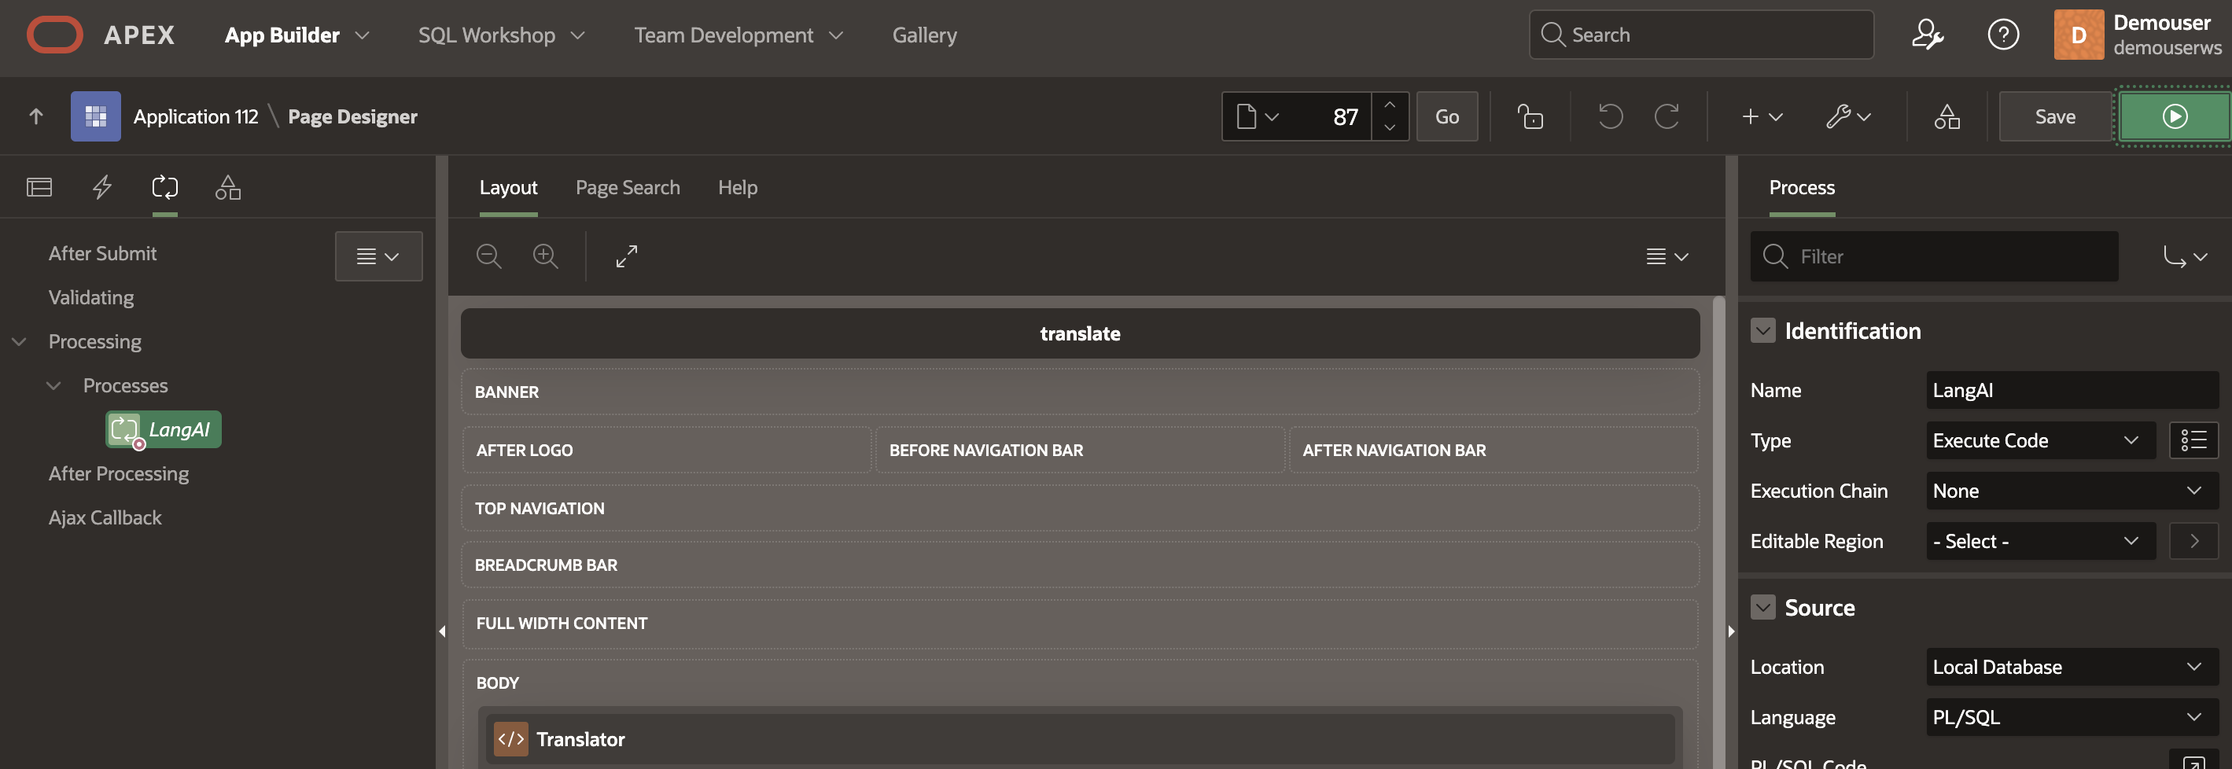 APEX App Builder SQL Workshop Team Development Gallery Search ? D Demouser
demouserws
Application 112 \ Page Designer 87 Go Save
Layout Page Search Help Process
After Submit
Filter
Validating
Processing
translate
Identification
Processes
BANNER
Name LangAI
LangAI
AFTER LOGO BEFORE NAVIGATION BAR AFTER NAVIGATION BAR
Type Execute Code
After Processing
Execution Chain None
TOP NAVIGATION
Ajax Callback
Editable Region - Select -
BREADCRUMB BAR
Source
FULL WIDTH CONTENT
Location Local Database
BODY
Language PL/SQL
</> Translator
PL/SQL Code